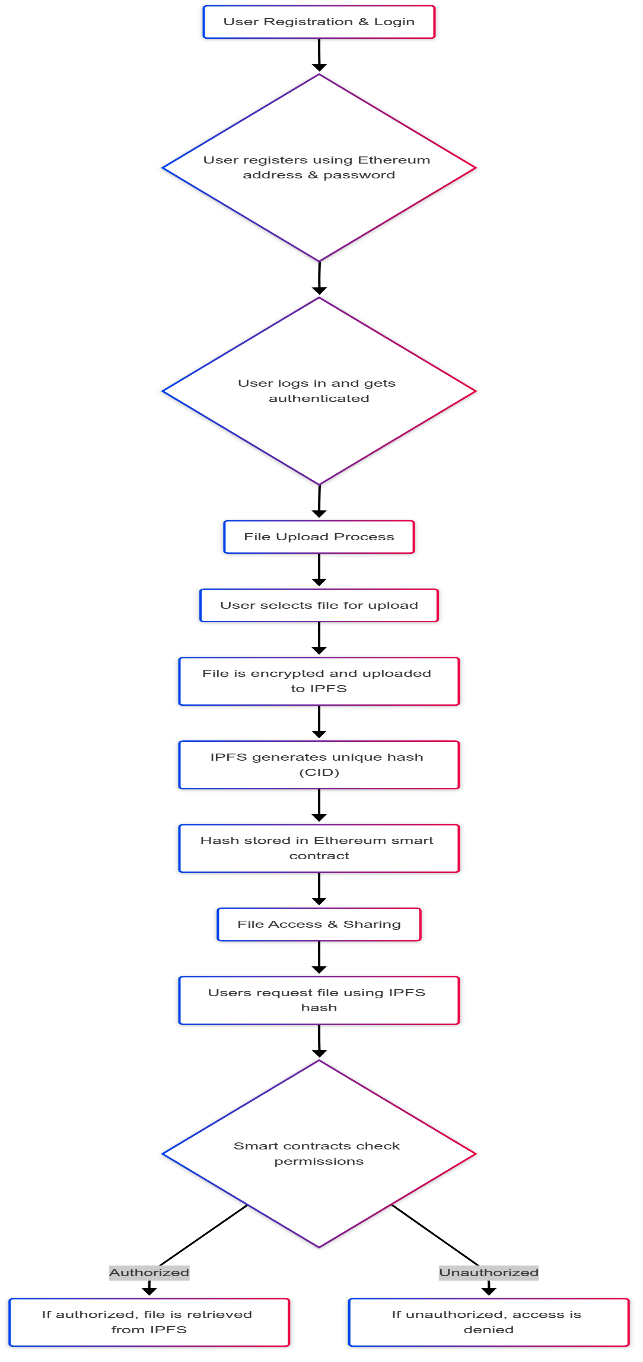 User Registration & Login
User registers using Ethereum
address & password
User logs in and gets
authenticated
File Upload Process
User selects file for upload
File is encrypted and uploaded
to IPFS
IPFS generates unique hash
(CID)
Hash stored in Ethereum smart
contract
File Access & Sharing
Users request file using IPFS
hash
Smart contracts check
permissions
Authorized
Unauthorized
If authorized, file is retrieved
from IPFS
If unauthorized, access is
denied